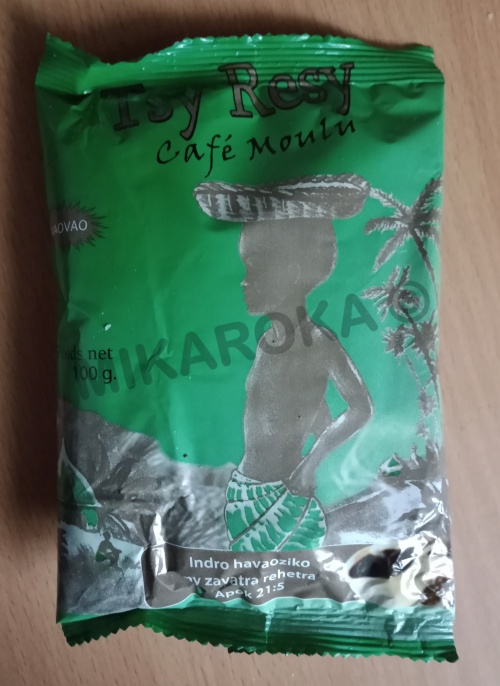 Tsy Resy
Café Moulu
net
100 g.
MIKAROKA ©
Indro havaoziko
ny zavatra rehetra
Apok 21:5